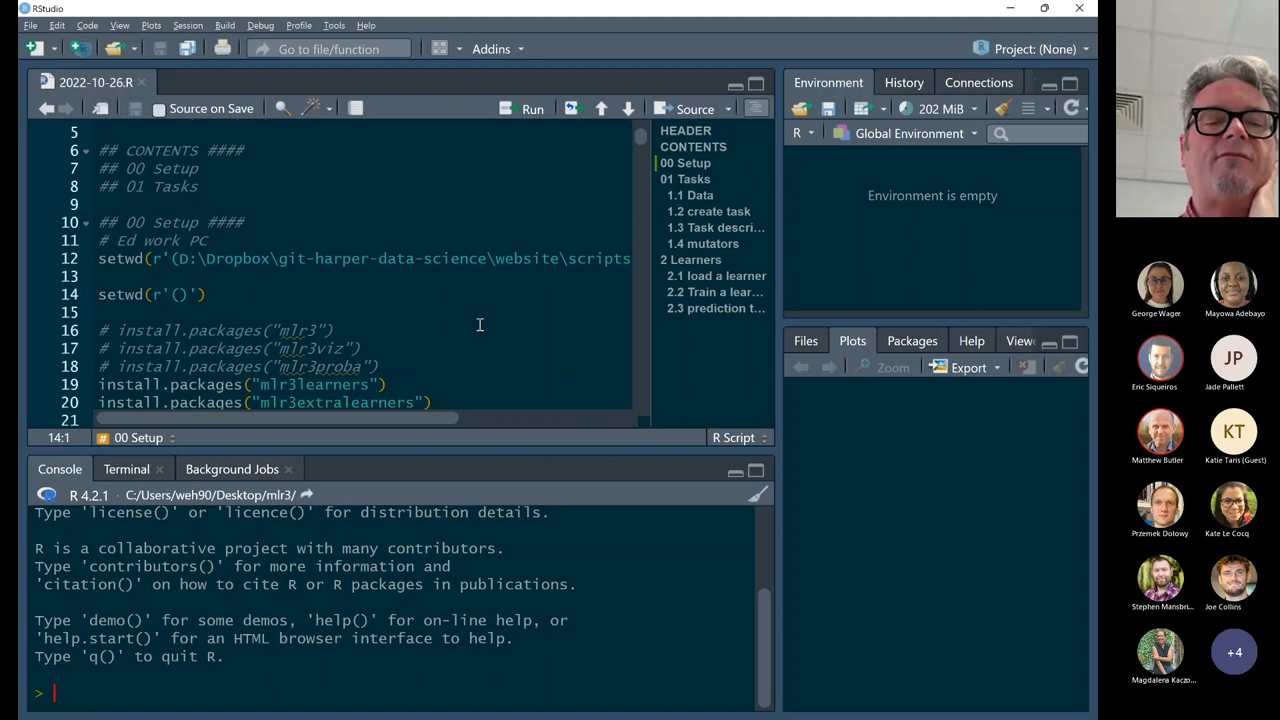 RStudio
File Edit Code View Plots Session Build Debug Profile Tools Help
Go to file/function
Addins
Project: (None)
2022-10-26.R
Source on Save
Run
Source
5
6 ## CONTENTS ####
7 ## 00 Setup
8 ## 01 Tasks
9
10 ## 00 Setup ####
11 # Ed work PC
12 setwd(r'(D:\Dropbox\git-harper-data-science\website\scripts
13
14 setwd(r'()')
15
16 # install.packages("mlr3")
17 # install.packages("mlr3viz")
18 # install.packages("mlr3proba")
19 install.packages("mlr3learners")
20 install.packages("mlr3extralearners")
21
14:1 # 00 Setup R Script
HEADER
CONTENTS
00 Setup
01 Tasks
1.1 Data
1.2 create task
1.3 Task descri...
1.4 mutators
2 Learners
2.1 load a learner
2.2 Train a lear...
2.3 prediction t...
Console Terminal Background Jobs
R 4.2.1 · C:/Users/weh90/Desktop/mlr3/
Type 'license()' or 'licence()' for distribution details.
R is a collaborative project with many contributors.
Type 'contributors()' for more information and
'citation()' on how to cite R or R packages in publications.
Type 'demo()' for some demos, 'help()' for on-line help, or
'help.start()' for an HTML browser interface to help.
Type 'q()' to quit R.
>
Environment History Connections
202 MiB
R Global Environment
Environment is empty
Files Plots Packages Help View
Zoom Export
George Wager
Mayowa Adebayo
Eric Siqueiros
JP
Jade Pallett
Matthew Butler
KT
Katie Taris (Guest)
Przemek Dolowy
Kate Le Cocq
Stephen Mansbri...
Joe Collins
Magdalena Kaczo...
+4